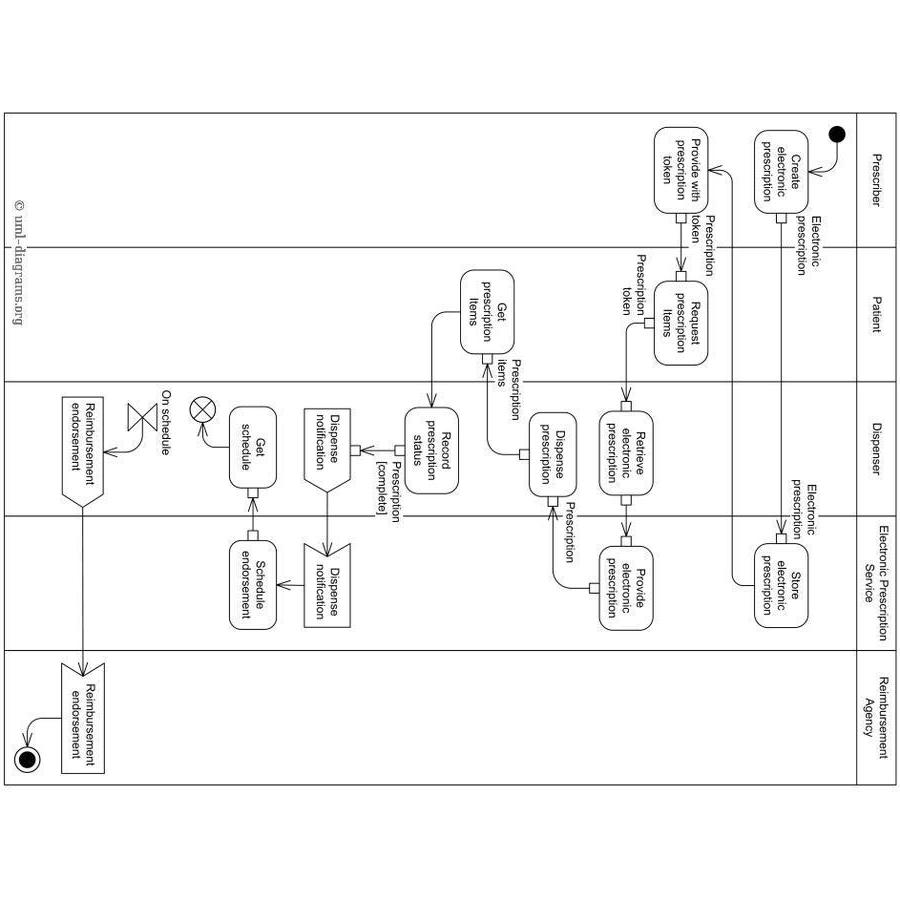 Prescriber
Patient
Dispenser
Electronic Prescription
Service
Reimbursement
Agency
Create
electronic
prescription
Electronic
prescription
Electronic
prescription
Store
electronic
prescription
Provide with
prescription
token
Prescription
token
Request
prescription
Items
Prescription
token
Retrieve
electronic
prescription
Provide
electronic
prescription
Prescription
Dispense
prescription
Prescription
items
Get
prescription
Items
Record
prescription
status
Prescription
[complete]
Dispense
notification
Dispense
notification
Schedule
endorsement
Get
schedule
On schedule
Reimbursement
endorsement
Reimbursement
endorsement
© uml-diagrams.org